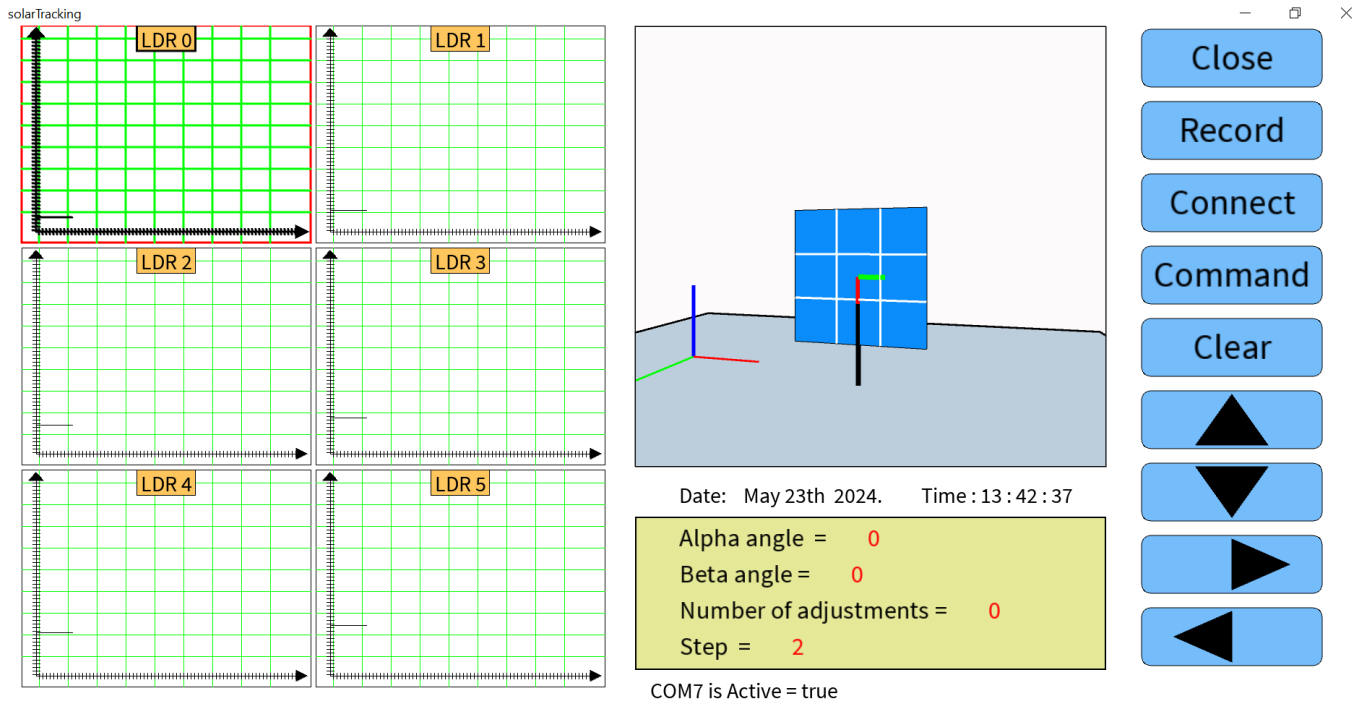 solarTracking
LDR 0
LDR 1
LDR 2
LDR 3
LDR 4
LDR 5
Date: May 23th 2024. Time : 13 : 42 : 37
Alpha angle = 0
Beta angle = 0
Number of adjustments = 0
Step = 2
COM7 is Active = true
Close
Record
Connect
Command
Clear